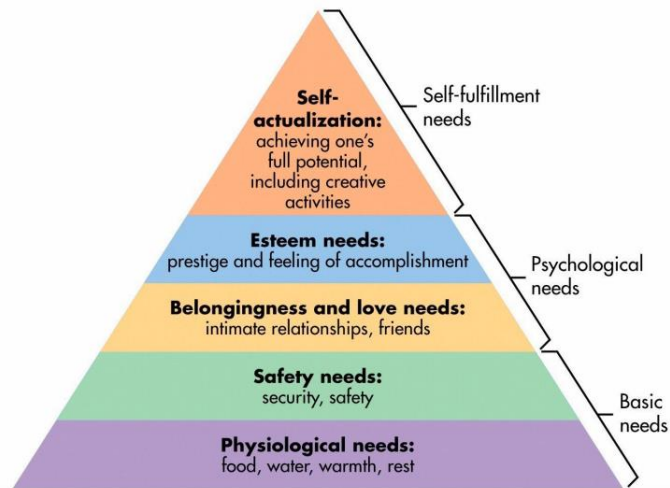 Self-
actualization:
achieving one's
full potential,
including creative
activities
Self-fulfillment
needs
Esteem needs:
prestige and feeling of accomplishment
Psychological
needs
Belongingness and love needs:
intimate relationships, friends
Safety needs:
security, safety
Basic
needs
Physiological needs:
food, water, warmth, rest